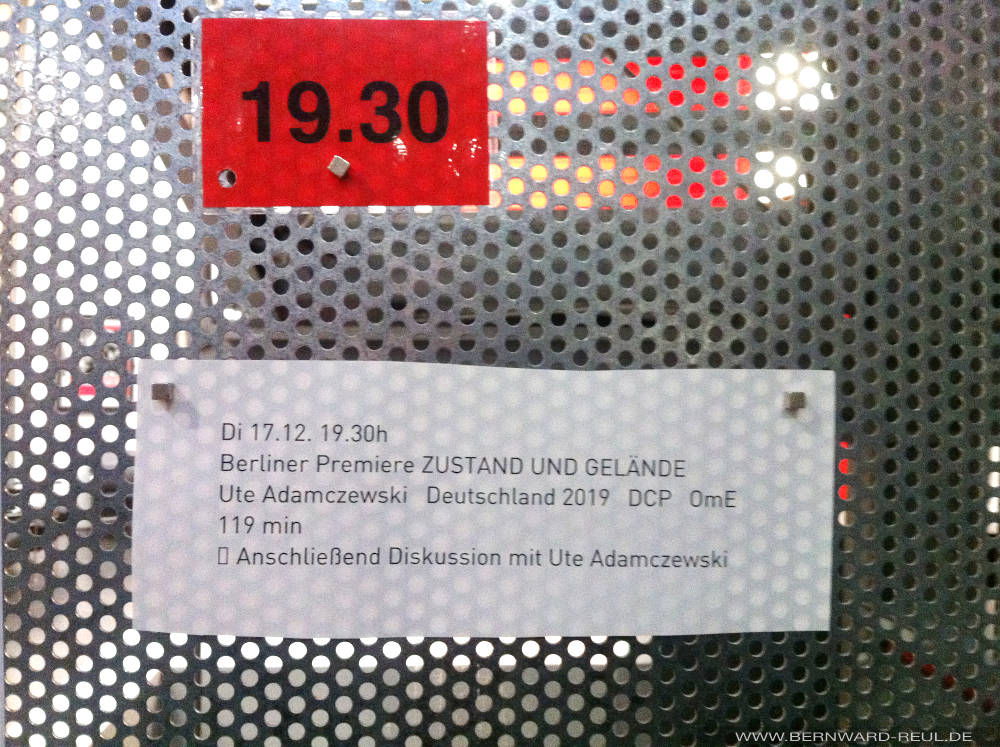 19.30
Di 17.12. 19.30h
Berliner Premiere ZUSTAND UND GELÄNDE
Ute Adamczewski Deutschland 2019 DCP OmE
119 min
▯ Anschließend Diskussion mit Ute Adamczewski
WWW.BERNWARD-REUL.DE